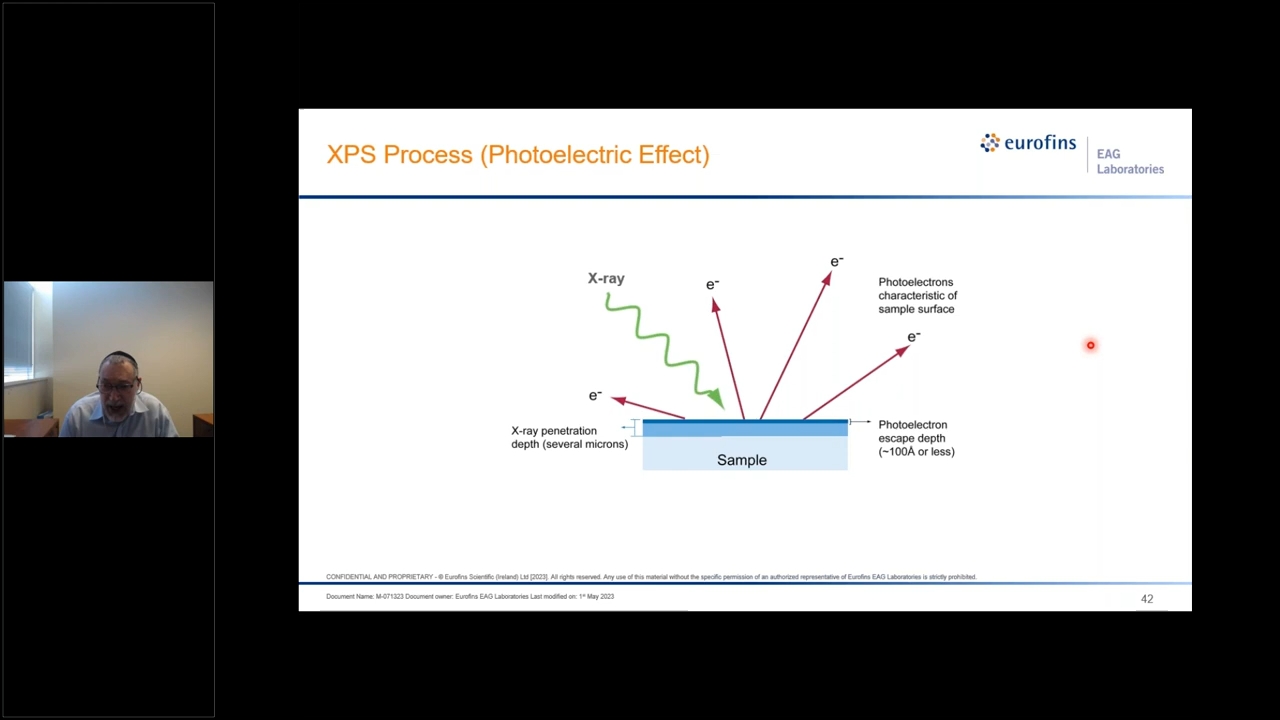 XPS Process (Photoelectric Effect)
eurofins
EAG
Laboratories
X-ray
e-
e-
e-
e-
Photoelectrons
characteristic of
sample surface
X-ray penetration
depth (several microns)
Photoelectron
escape depth
(~100Å or less)
Sample
CONFIDENTIAL AND PROPRIETARY - © Eurofins Scientific (Ireland) Ltd [2023]. All rights reserved. Any use of this material without the specific permission of an authorized representative of Eurofins EAG Laboratories is strictly prohibited.
Document Name: M-071323 Document owner: Eurofins EAG Laboratories Last modified on: 1st May 2023
42